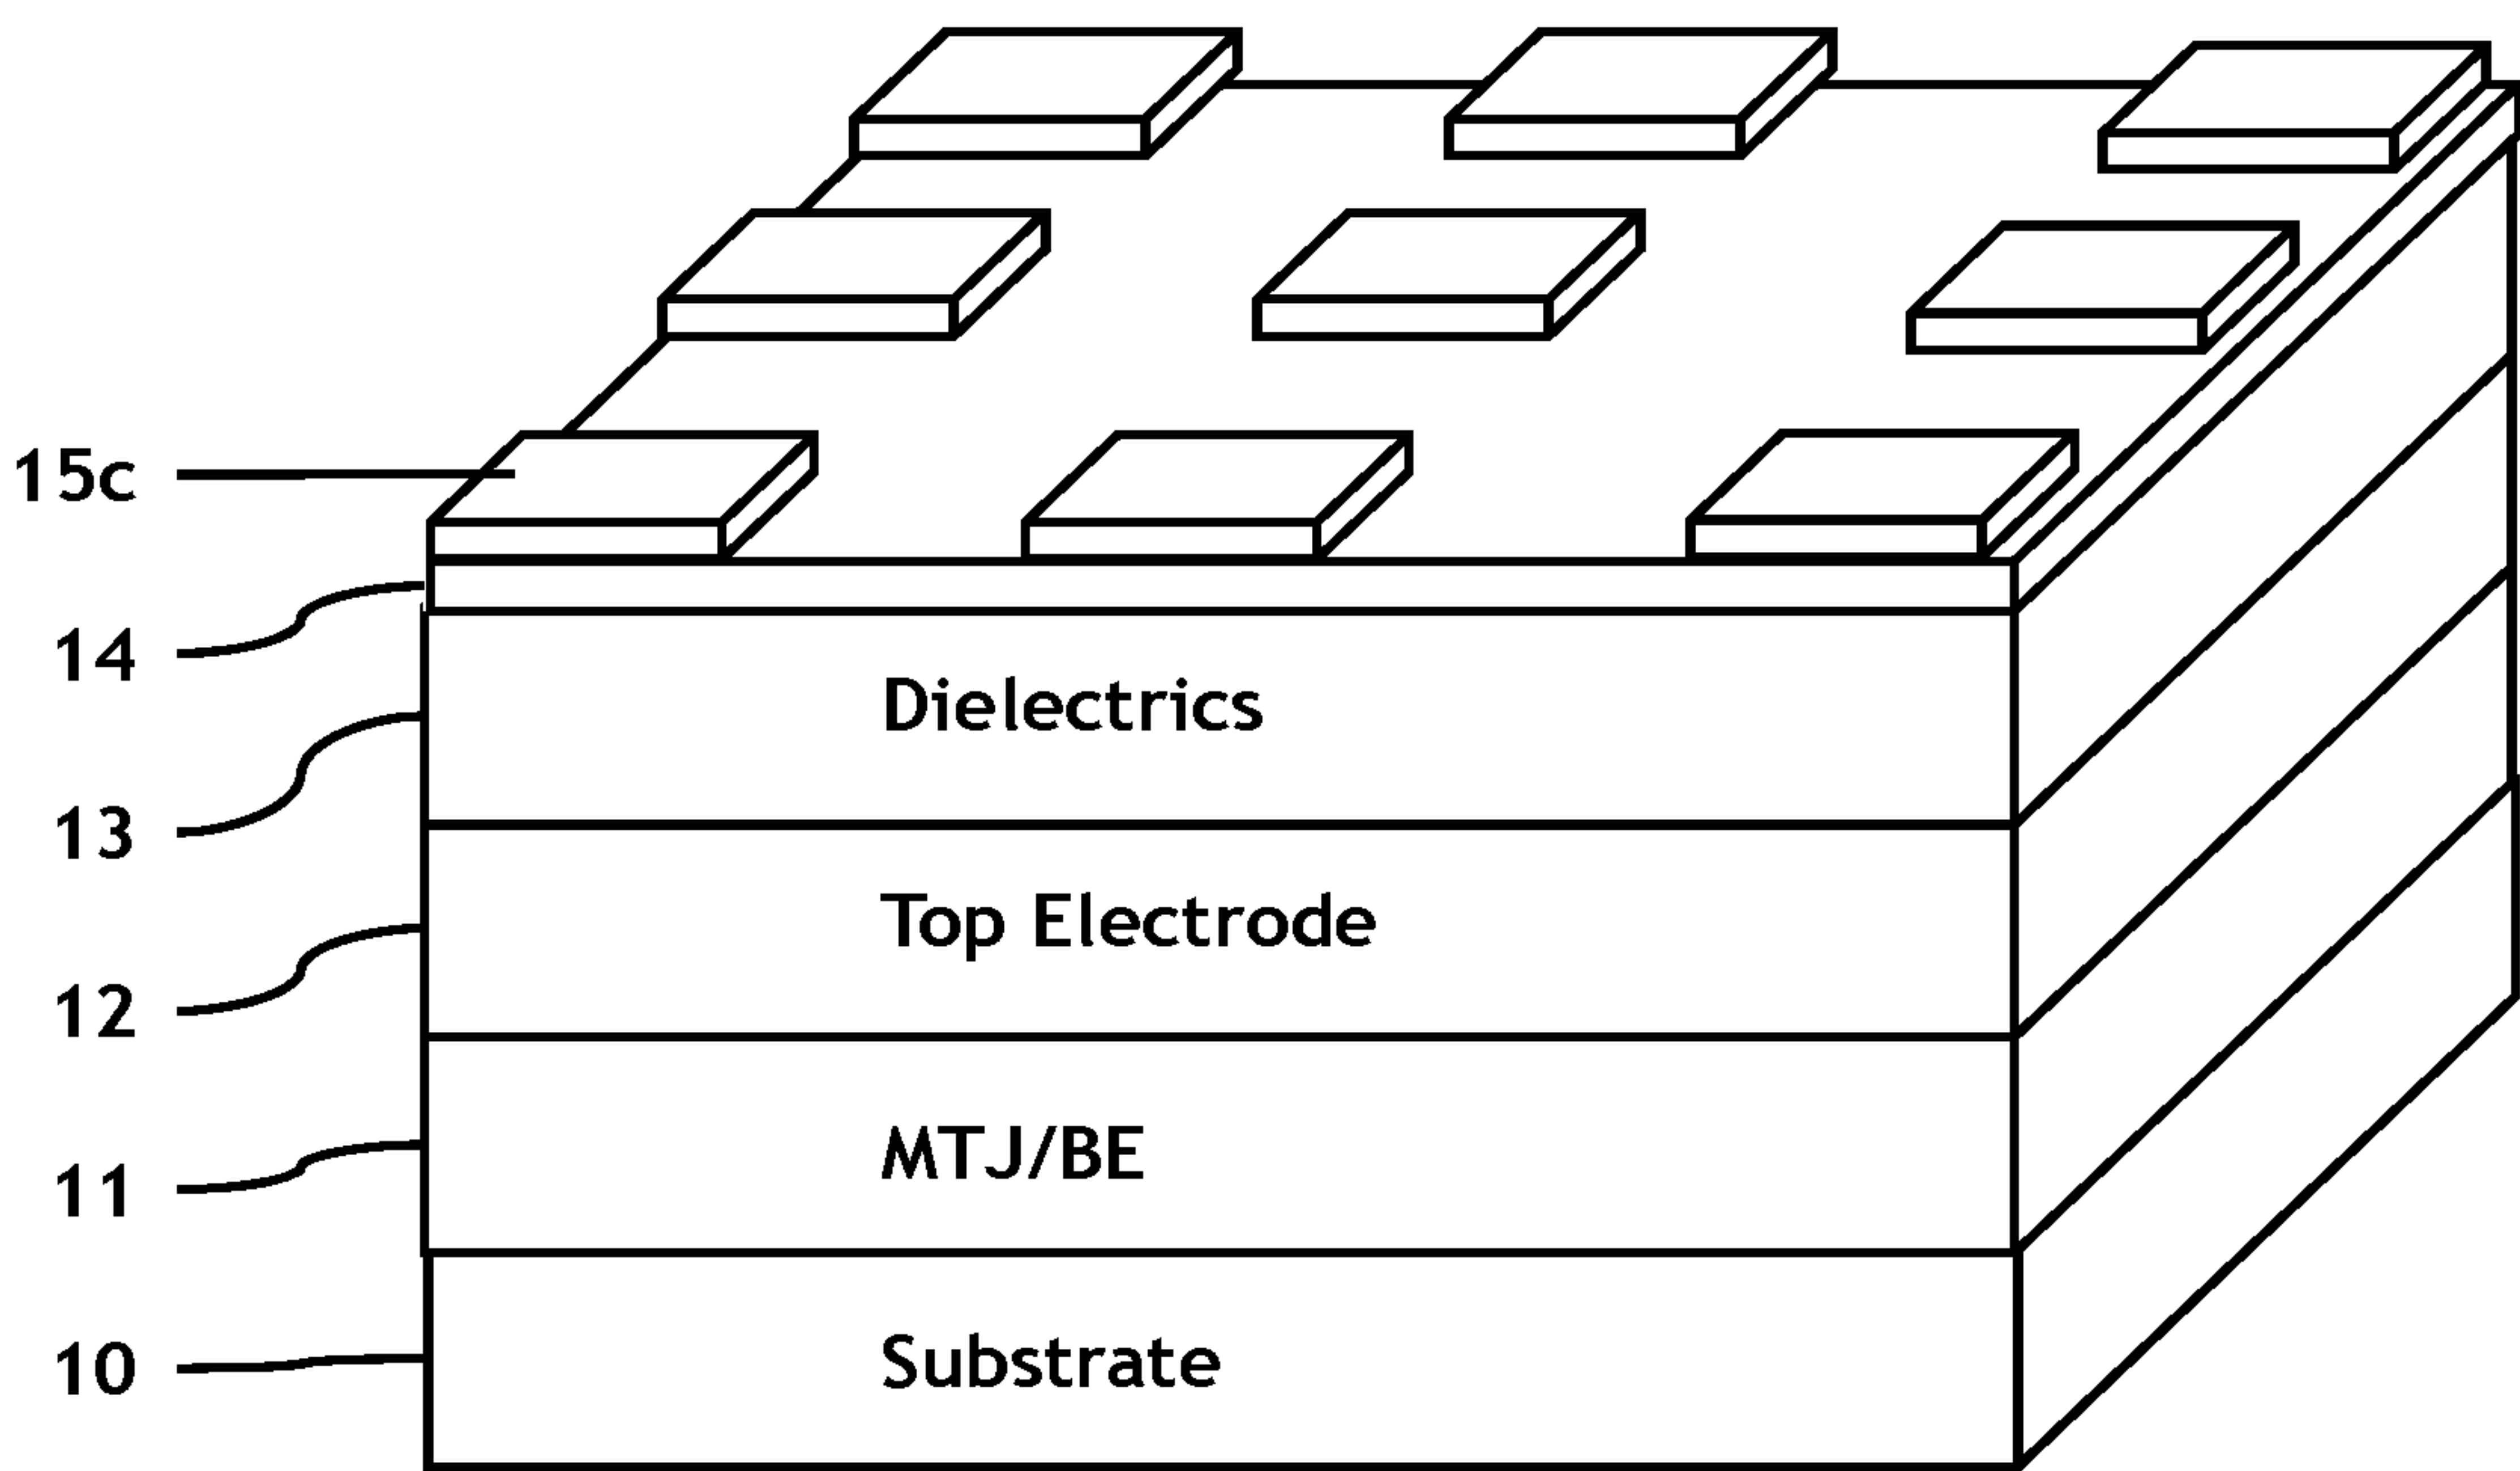 15c
14
Dielectrics
13
Top Electrode
12
MTJ/BE
11
Substrate
10